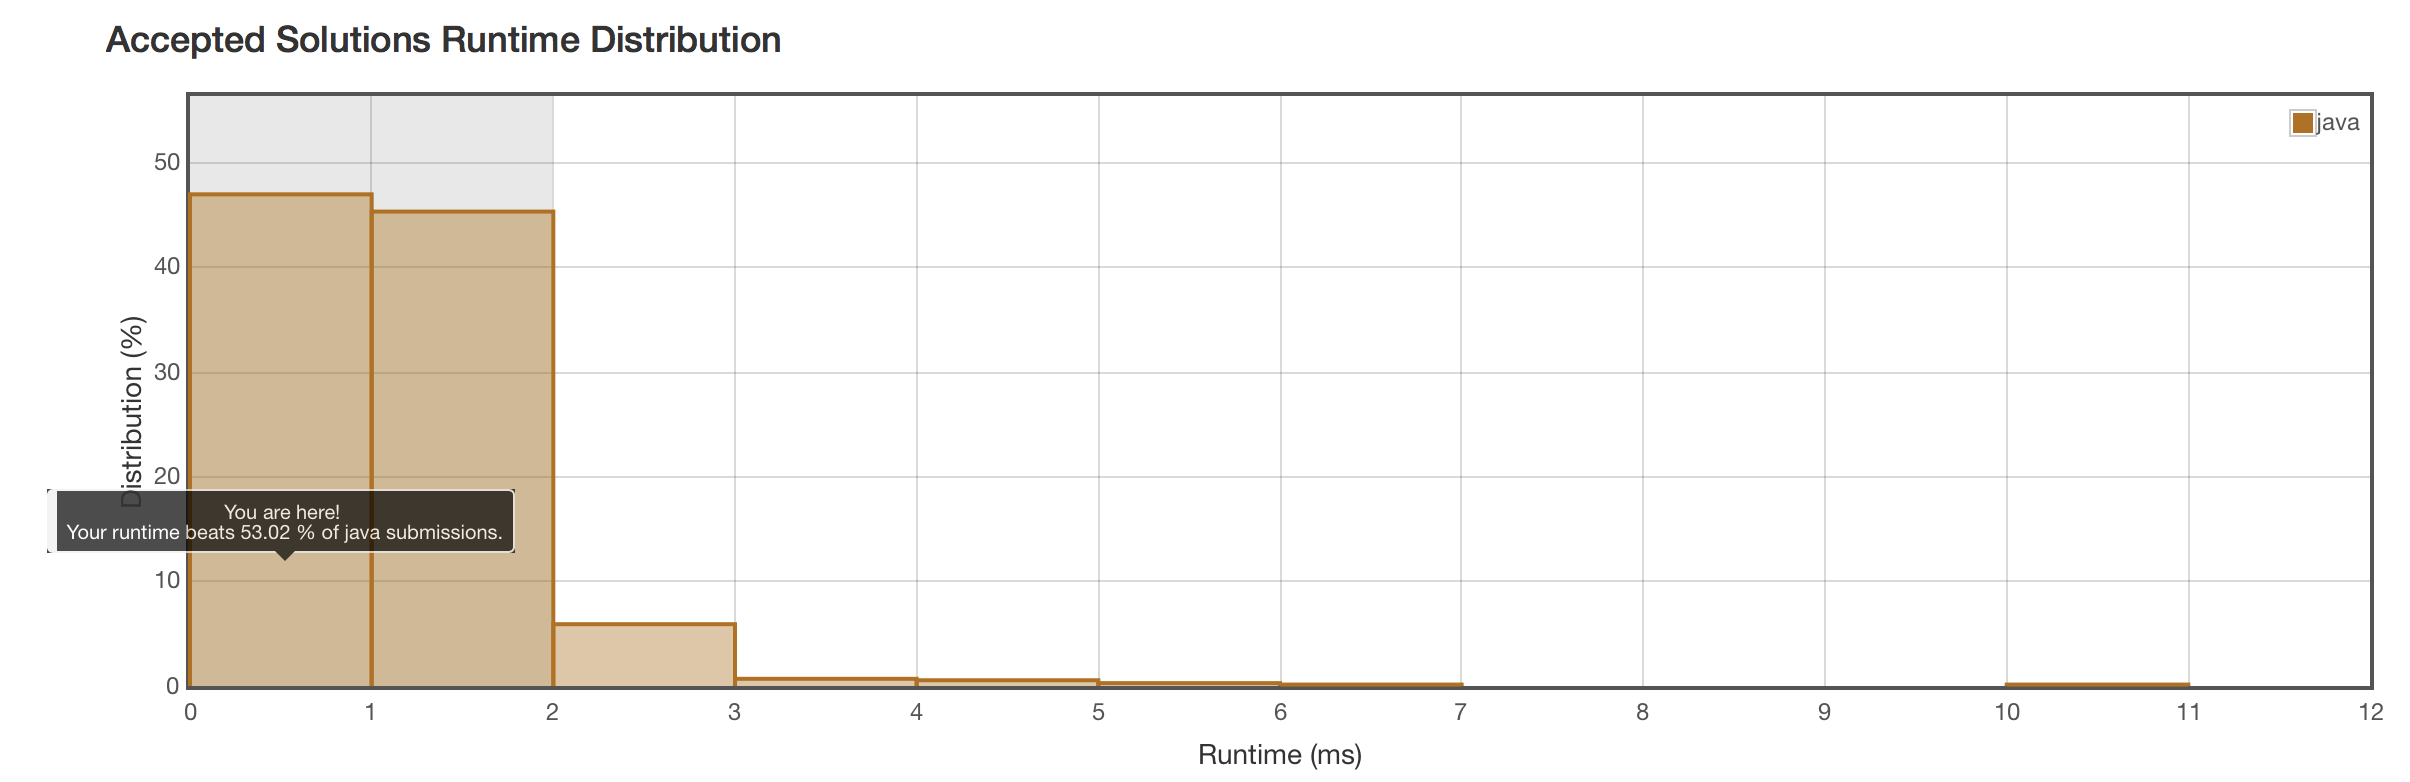 Accepted Solutions Runtime Distribution
java
Distribution (%)
50
40
30
20
10
0
You are here!
Your runtime beats 53.02 % of java submissions.
0 1 2 3 4 5 6 7 8 9 10 11 12
Runtime (ms)